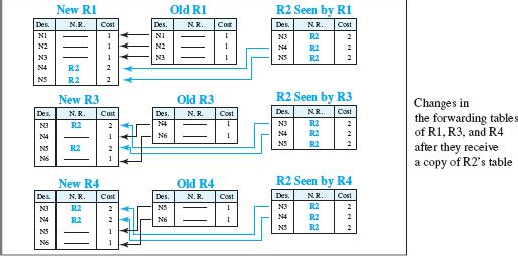 New R1 Old R1 R2 Seen by R1
Des. N.R. Cost Des. N.R. Cost Des. N.R. Cost
N1 1 N1 1 N3 R2 2
N2 1 N2 1 N4 R2 2
N3 1 N3 1 N5 R2 2
N4 R2 2
N5 R2 2
New R3 Old R3 R2 Seen by R3
Des. N.R. Cost Des. N.R. Cost Des. N.R. Cost
N3 R2 2 N4 1 N3 R2 2
N4 1 N6 1 N4 R2 2
N5 R2 2 N5 R2 2
N6 1
New R4 Old R4 R2 Seen by R4
Des. N.R. Cost Des. N.R. Cost Des. N.R. Cost
N3 R2 2 N5 1 N3 R2 2
N4 R2 2 N6 1 N4 R2 2
N5 1 N5 R2 2
N6 1
Changes in
the forwarding tables
of R1, R3, and R4
after they receive
a copy of R2's table